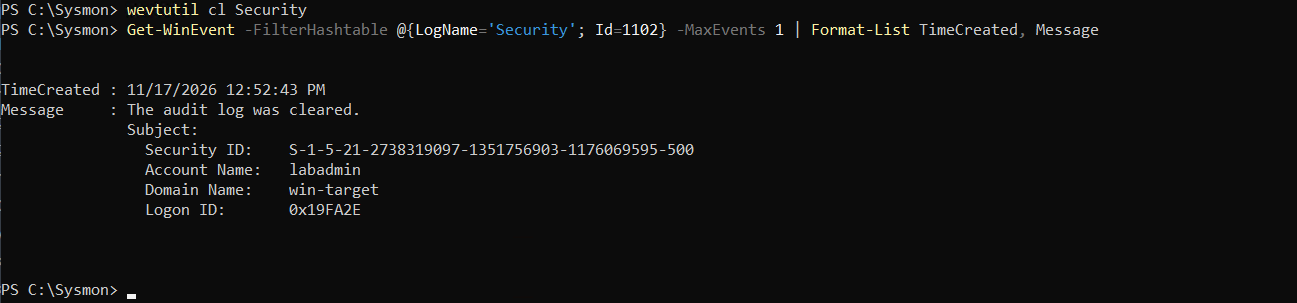 PS C:\Sysmon> wevtutil cl Security
PS C:\Sysmon> Get-WinEvent -FilterHashtable @{LogName='Security'; Id=1102} -MaxEvents 1 | Format-List TimeCreated, Message
TimeCreated : 11/17/2026 12:52:43 PM
Message     : The audit log was cleared.
              Subject:
                Security ID:    S-1-5-21-2738319097-1351756903-1176069595-500
                Account Name:   labadmin
                Domain Name:    win-target
                Logon ID:       0x19FA2E
PS C:\Sysmon>